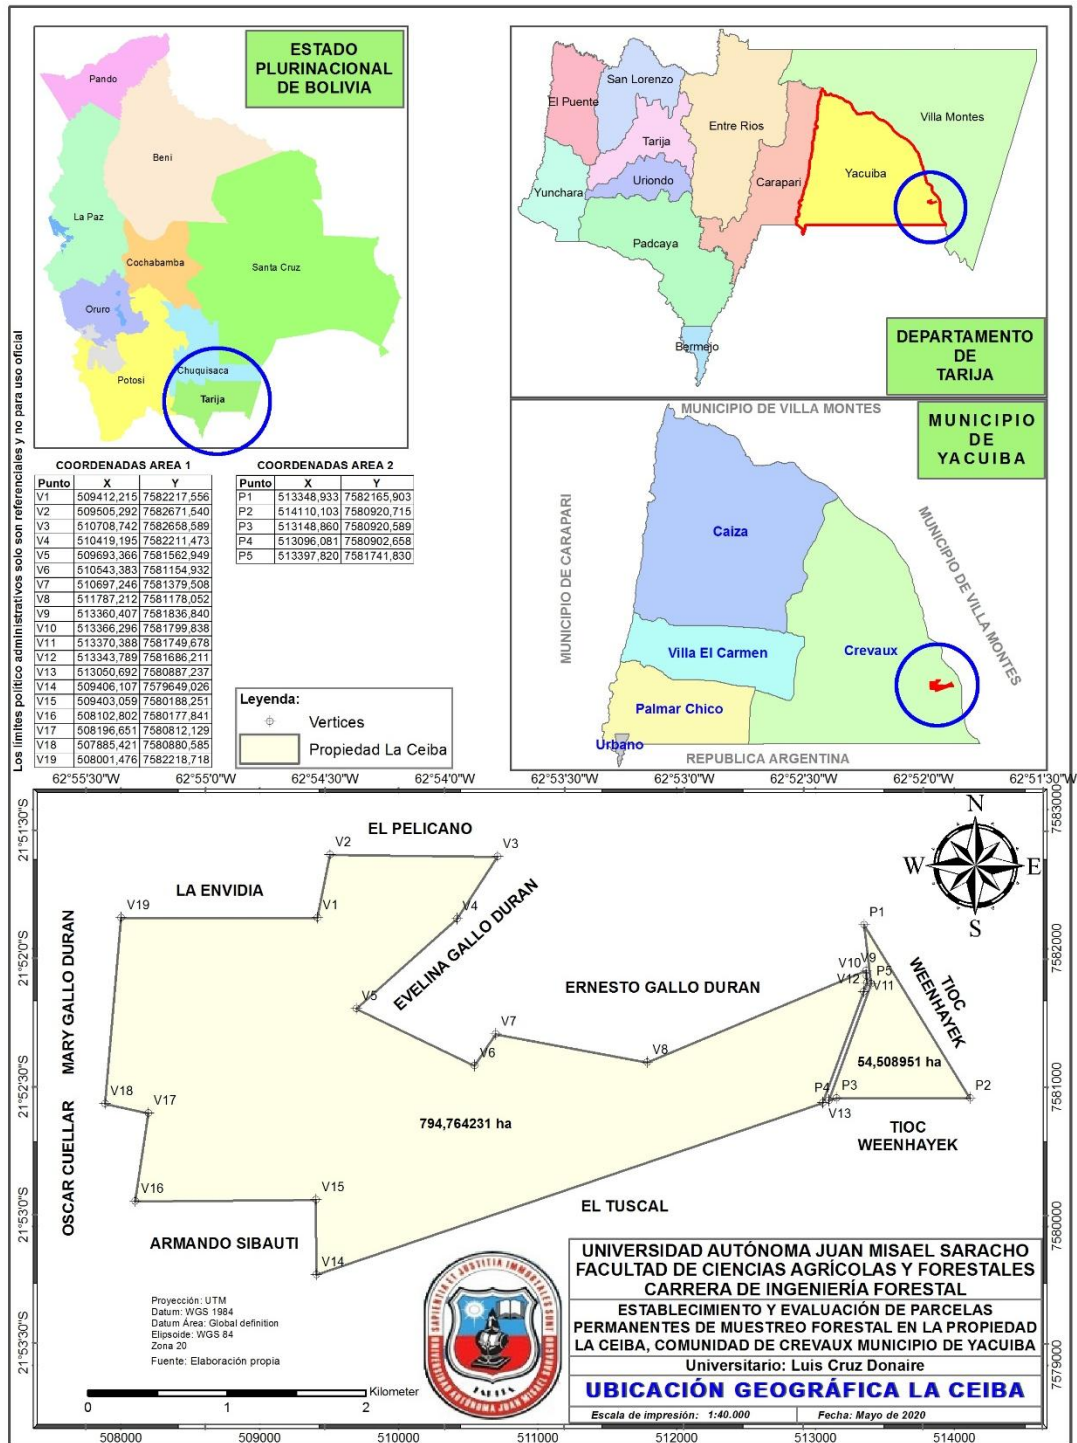 ESTADO
PLURINACIONAL
DE BOLIVIA
Pando
Beni
La Paz
Cochabamba
Santa Cruz
Oruro
Potosi
Chuquisaca
Tarija
San Lorenzo
El Puente
Tarija
Entre Rios
Villa Montes
Yunchara
Uriondo
Carapari
Yacuiba
Padcaya
Bermejo
DEPARTAMENTO
DE
TARIJA
MUNICIPIO DE VILLA MONTES
MUNICIPIO
DE
YACUIBA
MUNICIPIO DE CARAPARI
MUNICIPIO DE VILLA MONTES
Caiza
Villa El Carmen
Crevaux
Palmar Chico
Urbano
REPUBLICA ARGENTINA
Los limites politico administrativos solo son referenciales y no para uso oficial
COORDENADAS AREA 1
Punto X Y
V1 509412,215 7582217,556
V2 509505,292 7582671,540
V3 510708,742 7582658,589
V4 510419,195 7582211,473
V5 509693,366 7581562,949
V6 510543,383 7581154,932
V7 510697,246 7581379,508
V8 511787,212 7581178,052
V9 513360,407 7581836,840
V10 513366,296 7581799,838
V11 513370,388 7581749,678
V12 513343,789 7581686,211
V13 513050,692 7580887,237
V14 509406,107 7579649,026
V15 509403,059 7580188,251
V16 508102,802 7580177,841
V17 508196,651 7580812,129
V18 507885,421 7580880,585
V19 508001,476 7582218,718
COORDENADAS AREA 2
Punto X Y
P1 513348,933 7582165,903
P2 514110,103 7580920,715
P3 513148,860 7580920,589
P4 513096,081 7580902,658
P5 513397,820 7581741,830
Leyenda:
Vertices
Propiedad La Ceiba
62°55'30"W 62°55'0"W 62°54'30"W 62°54'0"W 62°53'30"W 62°53'0"W 62°52'30"W 62°52'0"W 62°51'30"W
21°51'30"S
21°52'0"S
21°52'30"S
21°53'0"S
21°53'30"S
7583000
7582000
7581000
7580000
7579000
N
W E
S
EL PELICANO
V2
V3
LA ENVIDIA
V19
V1
V4
P1
MARY GALLO DURAN
EVELINA GALLO DURAN
TIOC
WEENHAYEK
V10
V9
P5
V12
V11
ERNESTO GALLO DURAN
V5
V7
V6
V8
54,508951 ha
V18
V17
P4
P3
P2
V13
794,764231 ha
TIOC
WEENHAYEK
OSCAR CUELLAR
V16
V15
EL TUSCAL
ARMANDO SIBAUTI
V14
Proyección: UTM
Datum: WGS 1984
Datum Área: Global definition
Elipsoide: WGS 84
Zona 20
Fuente: Elaboración propia
Kilometer
0 1 2
SAPIENTIA ET JUSTITIA IMMORTALES SUNT
UNIVERSIDAD AUTÓNOMA JUAN MISAEL SARACHO
TARIJA
UNIVERSIDAD AUTÓNOMA JUAN MISAEL SARACHO
FACULTAD DE CIENCIAS AGRÍCOLAS Y FORESTALES
CARRERA DE INGENIERÍA FORESTAL
ESTABLECIMIENTO Y EVALUACIÓN DE PARCELAS
PERMANENTES DE MUESTREO FORESTAL EN LA PROPIEDAD
LA CEIBA, COMUNIDAD DE CREVAUX MUNICIPIO DE YACUIBA
Universitario: Luis Cruz Donaire
UBICACIÓN GEOGRÁFICA LA CEIBA
Escala de impresión: 1:40.000 Fecha: Mayo de 2020
508000 509000 510000 511000 512000 513000 514000